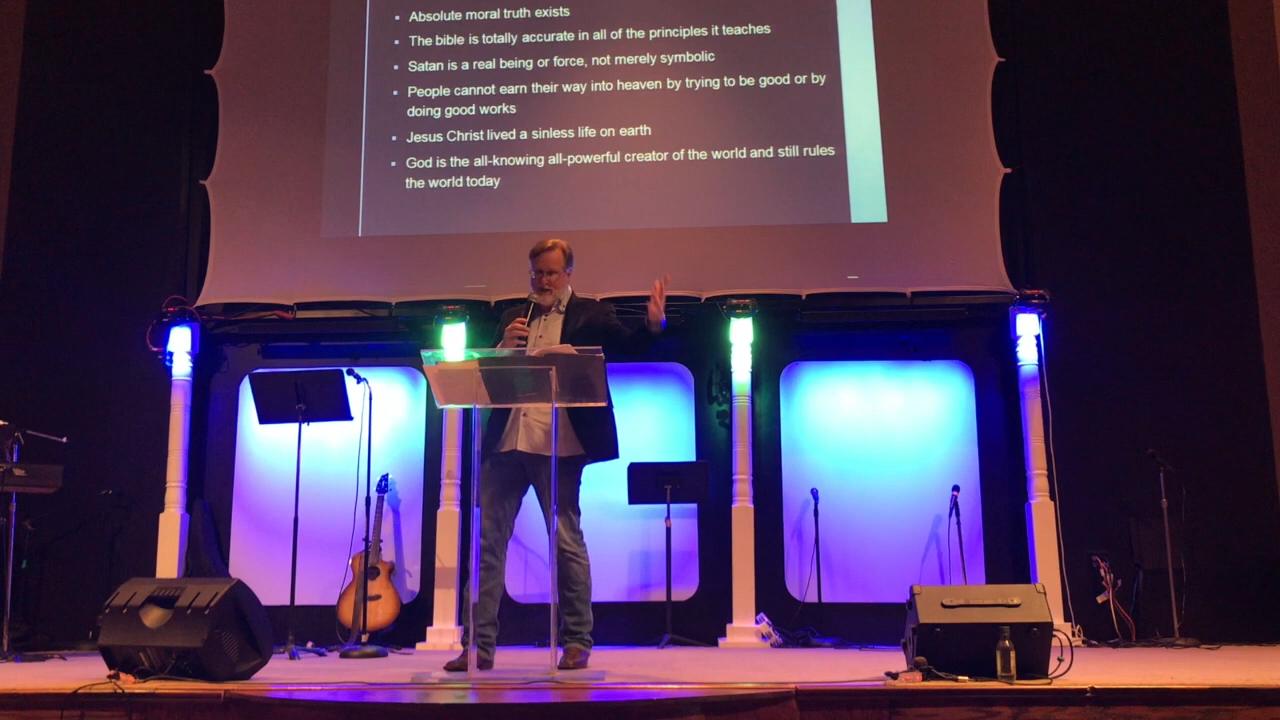 ▪ Absolute moral truth exists
▪ The bible is totally accurate in all of the principles it teaches
▪ Satan is a real being or force, not merely symbolic
▪ People cannot earn their way into heaven by trying to be good or by
doing good works
▪ Jesus Christ lived a sinless life on earth
▪ God is the all-knowing all-powerful creator of the world and still rules
the world today